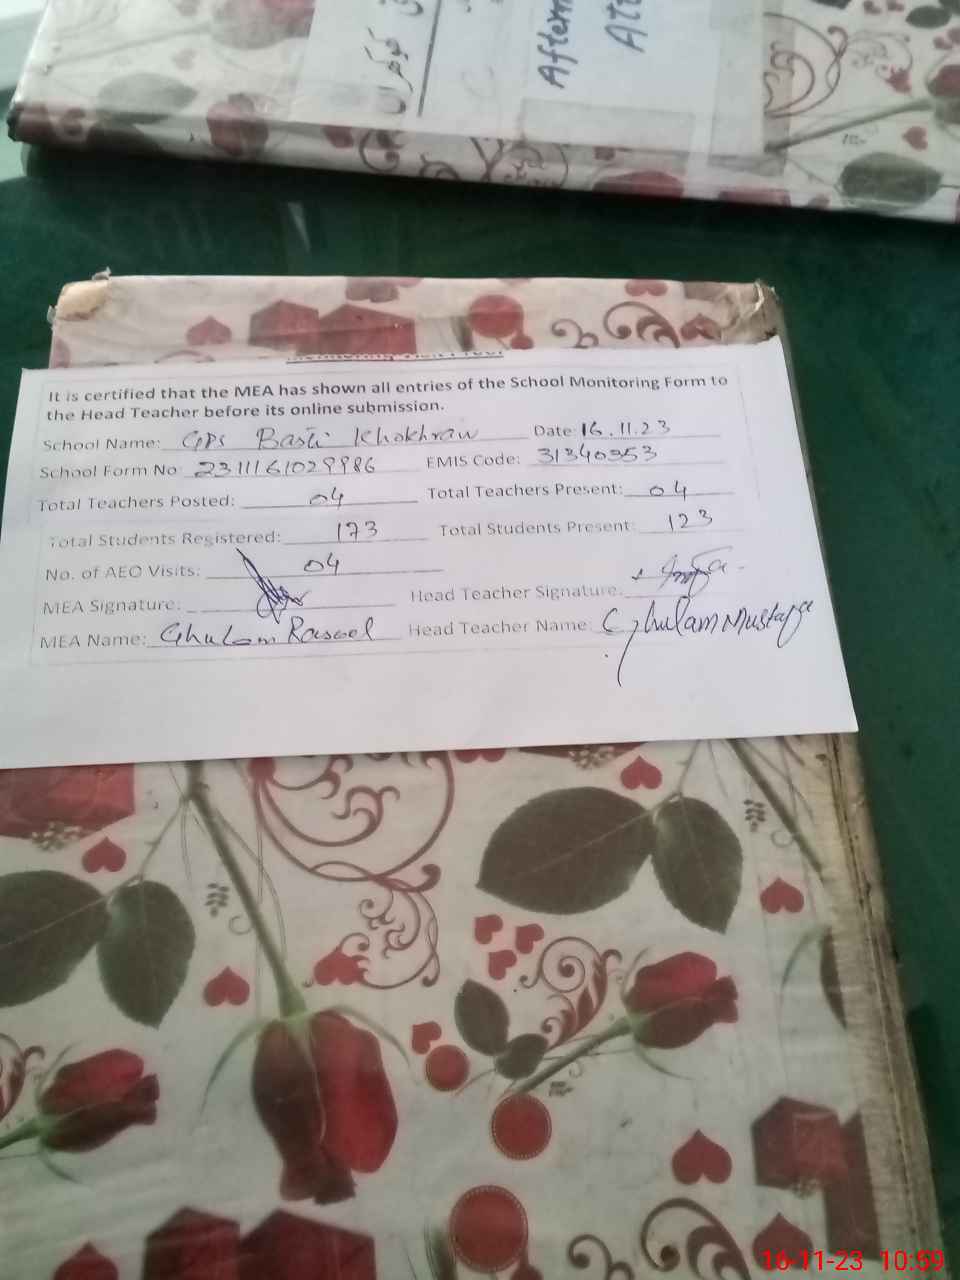 Aftern
Att
It is certified that the MEA has shown all entries of the School Monitoring Form to
the Head Teacher before its online submission.
School Name: GPS Basti Khokhran Date: 16.11.23
School Form No: 2311161029986 EMIS Code: 31340353
Total Teachers Posted: 04 Total Teachers Present: 04
Total Students Registered: 173 Total Students Present: 123
No. of AEO Visits: 04
MEA Signature: Head Teacher Signature:
MEA Name: Ghulam Rasool Head Teacher Name: Ghulam Mustafa
16-11-23 10:59